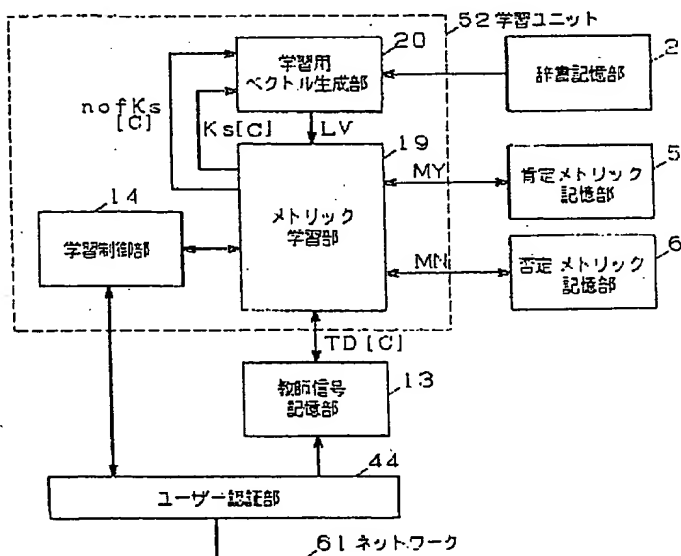 52 学習ユニット
20
学習用
ベクトル生成部
2
辞書記憶部
nofKs
[C]
Ks[C]
LV
19
5
肯定メトリック
記憶部
MY
14
学習制御部
メトリック
学習部
6
否定メトリック
記憶部
MN
TD[C]
13
教師信号
記憶部
44
ユーザー認証部
61 ネットワーク